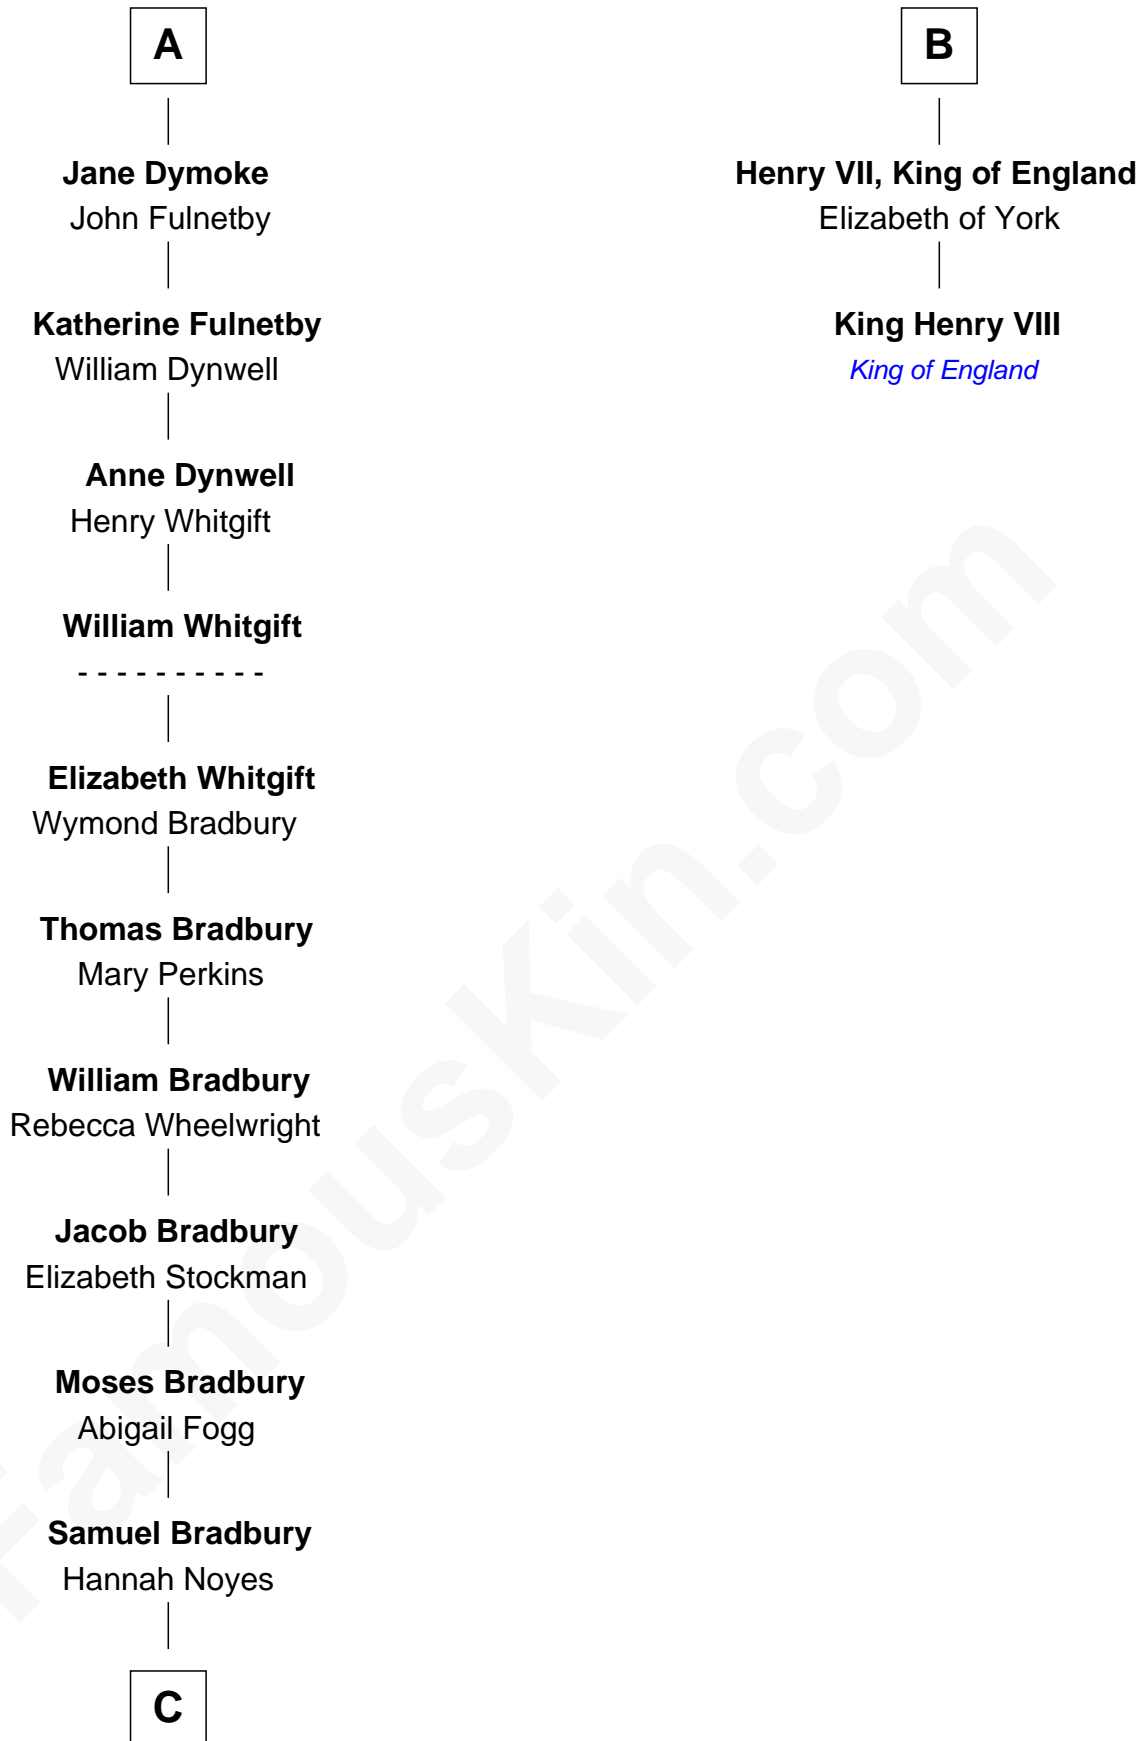 A
Jane Dymoke
John Fulnetby
Katherine Fulnetby
William Dynwell
Anne Dynwell
Henry Whitgift
William Whitgift
- - - - - - - - - -
Elizabeth Whitgift
Wymond Bradbury
Thomas Bradbury
Mary Perkins
William Bradbury
Rebecca Wheelwright
Jacob Bradbury
Elizabeth Stockman
Moses Bradbury
Abigail Fogg
Samuel Bradbury
Hannah Noyes
C
B
Henry VII, King of England
Elizabeth of York
King Henry VIII
King of England
FamousKin.com